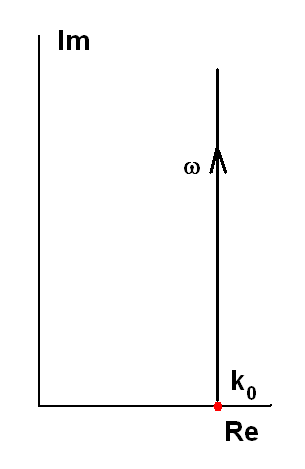 Im
ω
k₀
Re